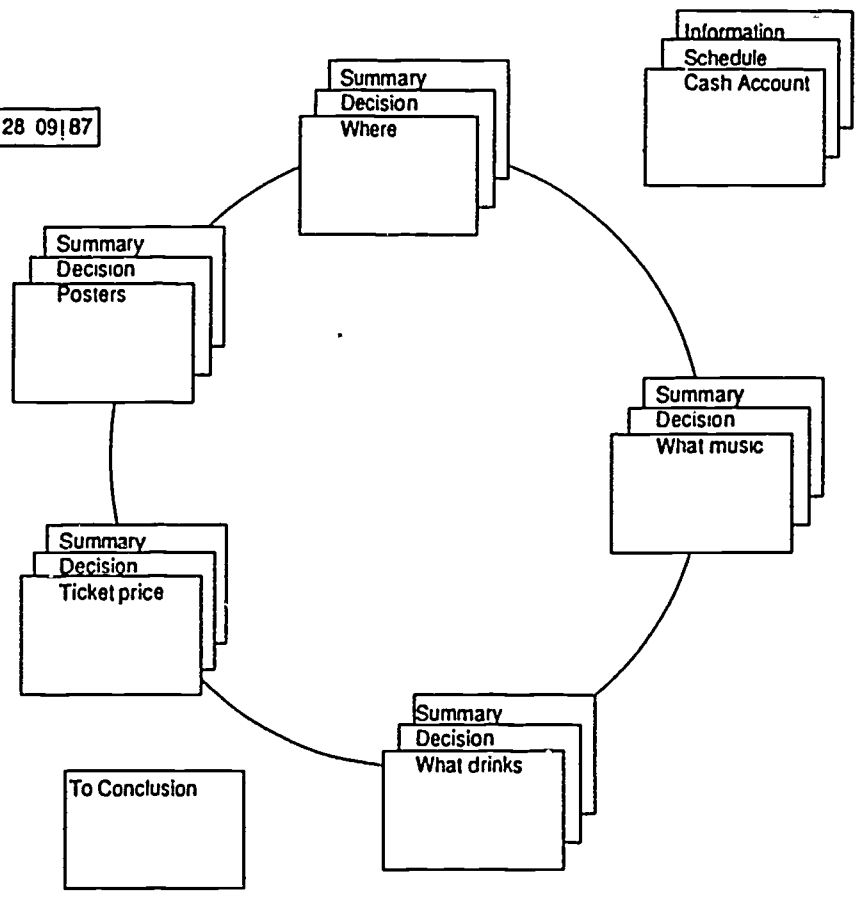 Information
Schedule
Cash Account
Summary
Decision
Where
28 09|87
Summary
Decision
Posters
Summary
Decision
What music
Summary
Decision
Ticket price
Summary
Decision
What drinks
To Conclusion